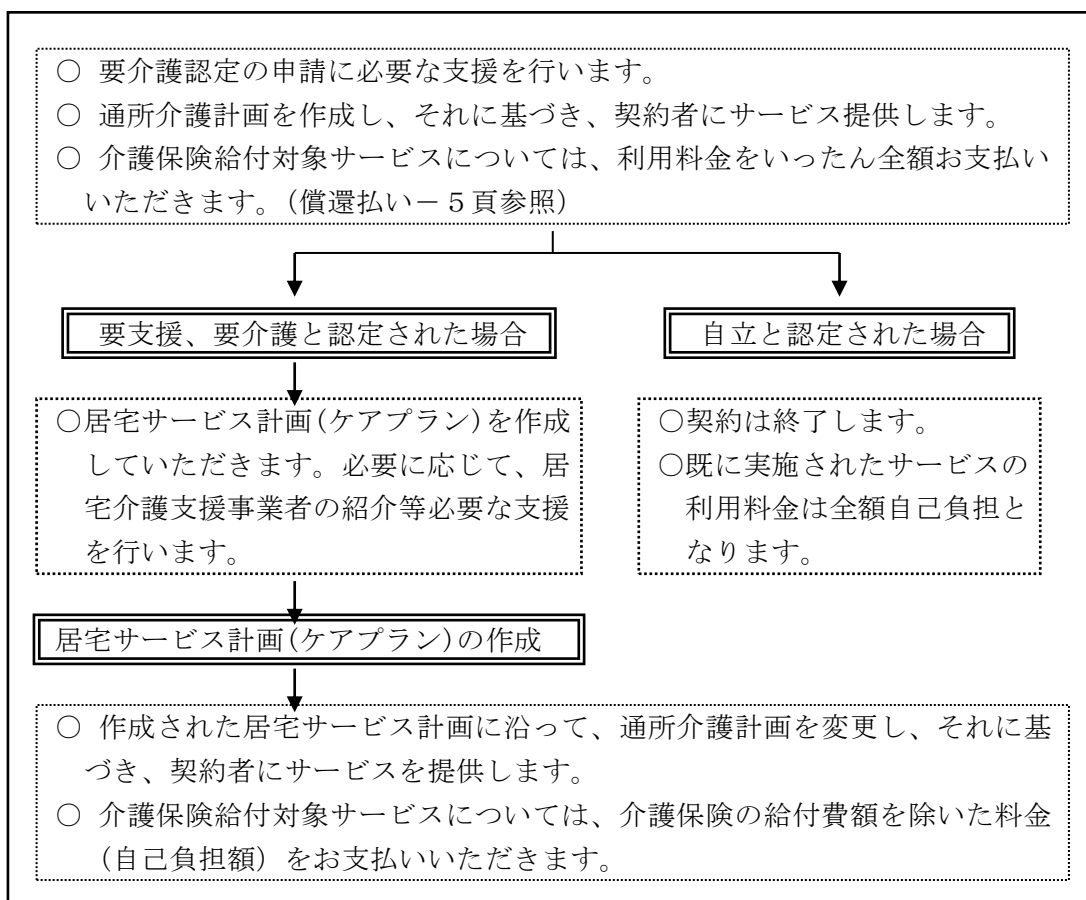 ○ 要介護認定の申請に必要な支援を行います。
○ 通所介護計画を作成し、それに基づき、契約者にサービス提供します。
○ 介護保険給付対象サービスについては、利用料金をいったん全額お支払い
いただきます。(償還払い－５頁参照)
要支援、要介護と認定された場合
自立と認定された場合
○居宅サービス計画(ケアプラン)を作成
していただきます。必要に応じて、居
宅介護支援事業者の紹介等必要な支援
を行います。
○契約は終了します。
○既に実施されたサービスの
利用料金は全額自己負担と
なります。
居宅サービス計画(ケアプラン)の作成
○ 作成された居宅サービス計画に沿って、通所介護計画を変更し、それに基
づき、契約者にサービスを提供します。
○ 介護保険給付対象サービスについては、介護保険の給付費額を除いた料金
（自己負担額）をお支払いいただきます。